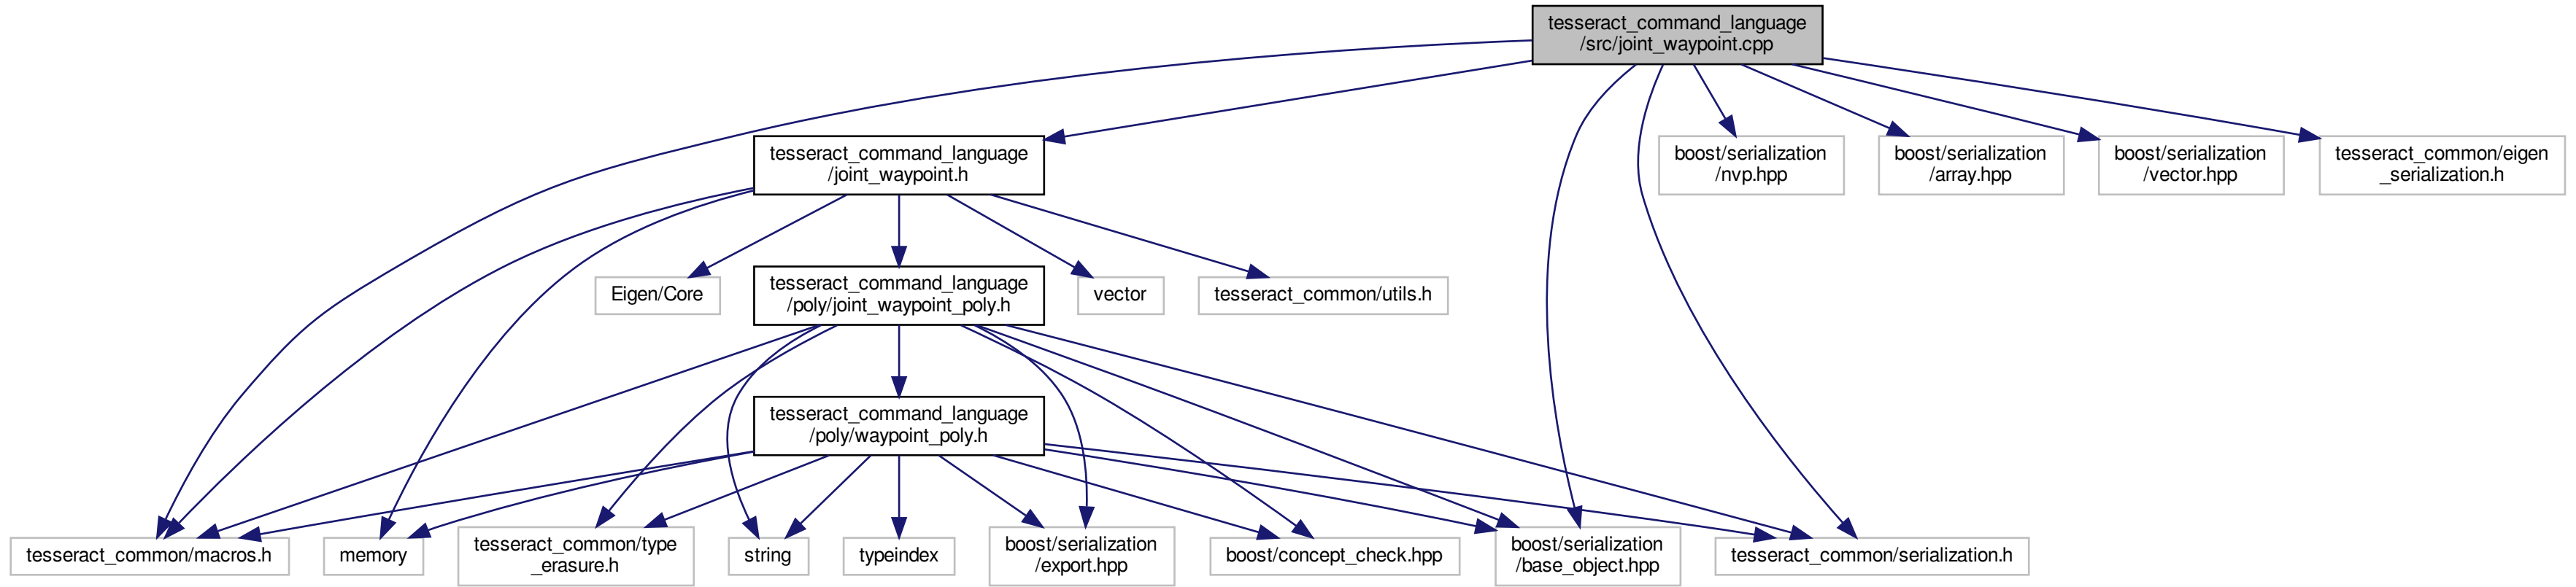 tesseract_command_language
/src/joint_waypoint.cpp
tesseract_command_language
/joint_waypoint.h
boost/serialization
/nvp.hpp
boost/serialization
/array.hpp
boost/serialization
/vector.hpp
tesseract_common/eigen
_serialization.h
Eigen/Core
tesseract_command_language
/poly/joint_waypoint_poly.h
vector
tesseract_common/utils.h
tesseract_command_language
/poly/waypoint_poly.h
tesseract_common/macros.h
memory
tesseract_common/type
_erasure.h
string
typeindex
boost/serialization
/export.hpp
boost/concept_check.hpp
boost/serialization
/base_object.hpp
tesseract_common/serialization.h